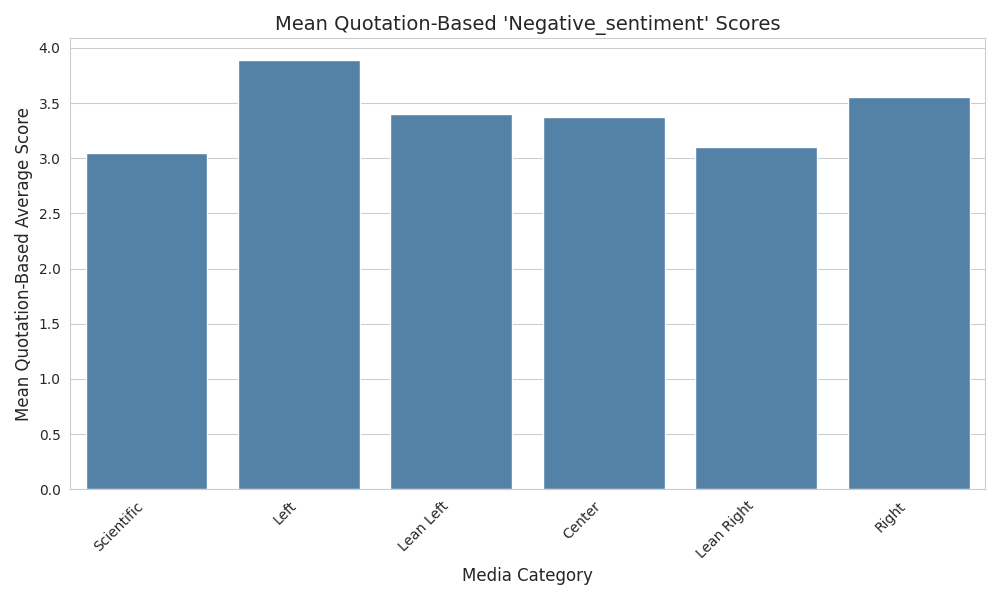 Mean Quotation-Based 'Negative_sentiment' Scores
Mean Quotation-Based Average Score
4.0
3.5
3.0
2.5
2.0
1.5
1.0
0.5
0.0
Scientific
Left
Lean Left
Center
Lean Right
Right
Media Category